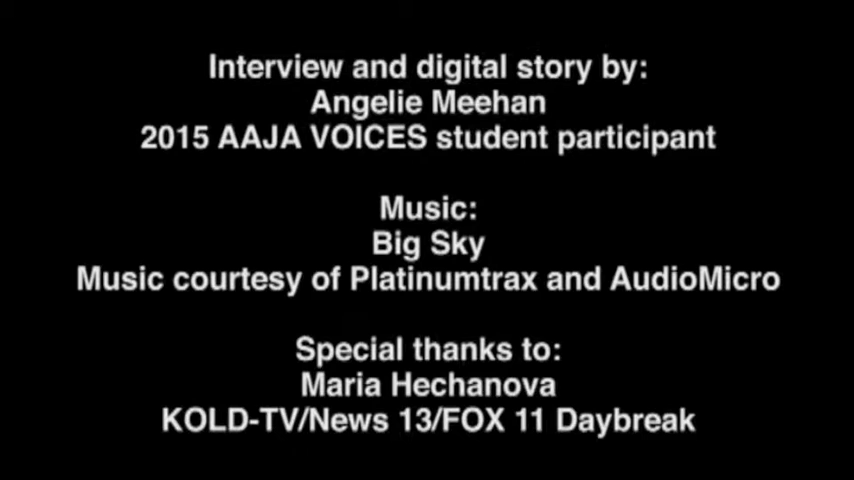 Interview and digital story by:
Angelie Meehan
2015 AAJA VOICES student participant
Music:
Big Sky
Music courtesy of Platinumtrax and AudioMicro
Special thanks to:
Maria Hechanova
KOLD-TV/News 13/FOX 11 Daybreak